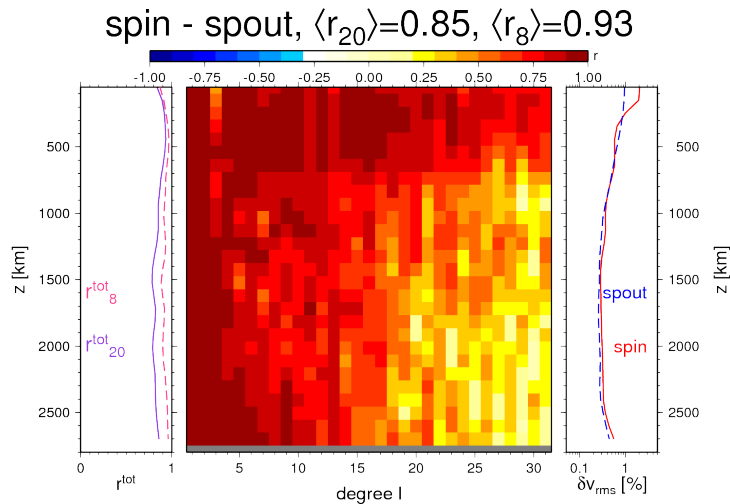 spin - spout, ⟨r20⟩=0.85, ⟨r8⟩=0.93
r
-1.00 -0.75 -0.50 -0.25 0.00 0.25 0.50 0.75 1.00
500 500
1000 1000
z [km] z [km]
1500 1500
r^tot_8 spout
r^tot_20 spin
2000 2000
2500 2500
0 1 5 10 15 20 25 30 0.1 1
r^tot degree l δv_rms [%]